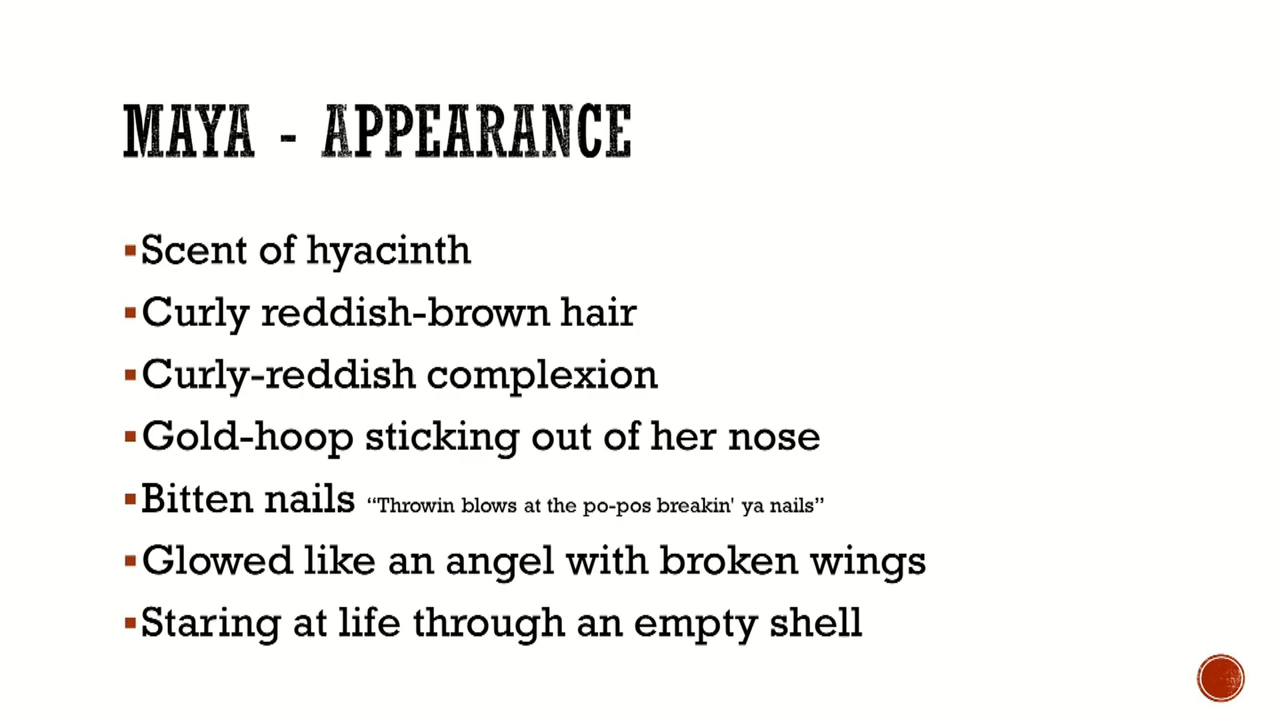 MAYA - APPEARANCE
▪Scent of hyacinth
▪Curly reddish-brown hair
▪Curly-reddish complexion
▪Gold-hoop sticking out of her nose
▪Bitten nails “Throwin blows at the po-pos breakin' ya nails”
▪Glowed like an angel with broken wings
▪Staring at life through an empty shell